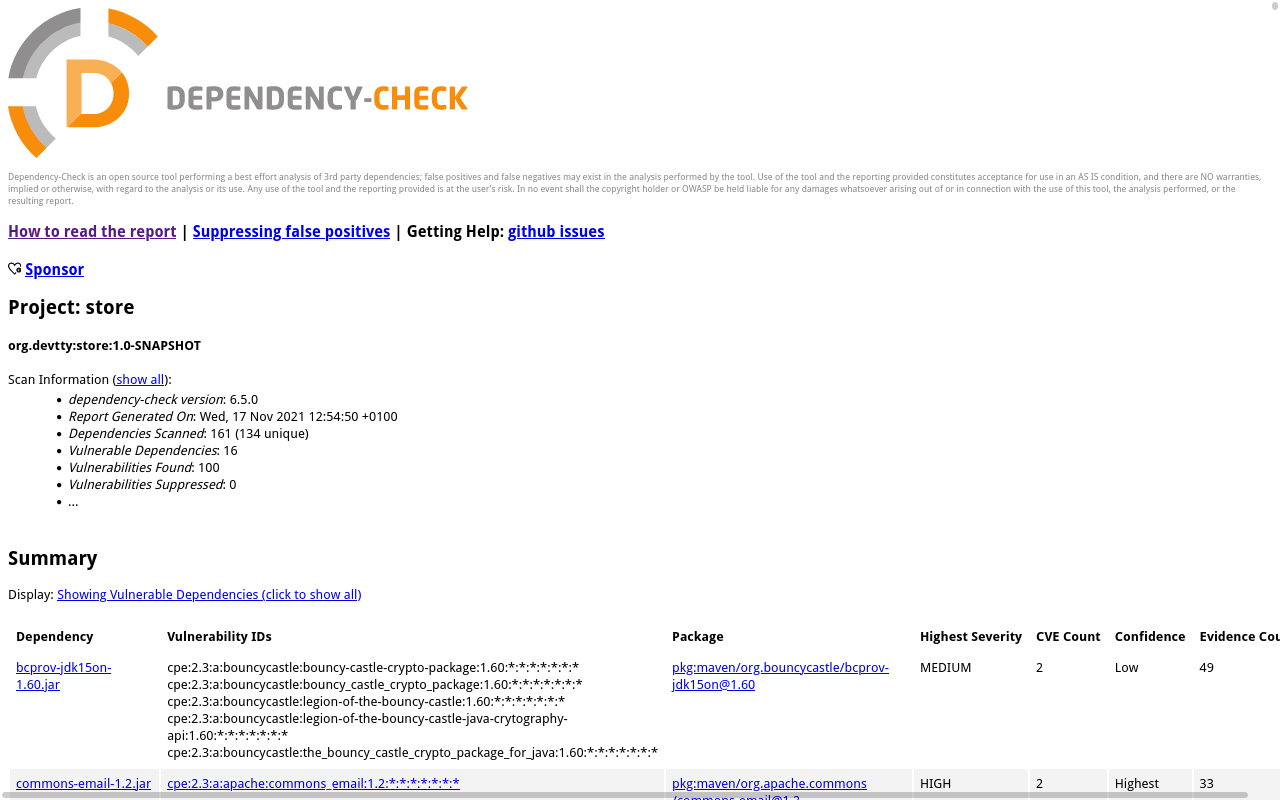 DEPENDENCY-CHECK
Dependency-Check is an open source tool performing a best effort analysis of 3rd party dependencies; false positives and false negatives may exist in the analysis performed by the tool. Use of the tool and the reporting provided constitutes acceptance for use in an AS IS condition, and there are NO warranties,
implied or otherwise, with regard to the analysis or its use. Any use of the tool and the reporting provided is at the user's risk. In no event shall the copyright holder or OWASP be held liable for any damages whatsoever arising out of or in connection with the use of this tool, the analysis performed, or the
resulting report.
How to read the report | Suppressing false positives | Getting Help: github issues
Sponsor
Project: store
org.devtty:store:1.0-SNAPSHOT
Scan Information (show all):
• dependency-check version: 6.5.0
• Report Generated On: Wed, 17 Nov 2021 12:54:50 +0100
• Dependencies Scanned: 161 (134 unique)
• Vulnerable Dependencies: 16
• Vulnerabilities Found: 100
• Vulnerabilities Suppressed: 0
• ...
Summary
Display: Showing Vulnerable Dependencies (click to show all)
Dependency Vulnerability IDs Package Highest Severity CVE Count Confidence Evidence Cou
bcprov-jdk15on- cpe:2.3:a:bouncycastle:bouncy-castle-crypto-package:1.60:*:*:*:*:*:*:* pkg:maven/org.bouncycastle/bcprov- MEDIUM 2 Low 49
1.60.jar cpe:2.3:a:bouncycastle:bouncy_castle_crypto_package:1.60:*:*:*:*:*:*:* jdk15on@1.60
cpe:2.3:a:bouncycastle:legion-of-the-bouncy-castle:1.60:*:*:*:*:*:*:*
cpe:2.3:a:bouncycastle:legion-of-the-bouncy-castle-java-crytography-
api:1.60:*:*:*:*:*:*:*
cpe:2.3:a:bouncycastle:the_bouncy_castle_crypto_package_for_java:1.60:*:*:*:*:*:*:*
commons-email-1.2.jar cpe:2.3:a:apache:commons_email:1.2:*:*:*:*:*:*:* pkg:maven/org.apache.commons HIGH 2 Highest 33
/commons-email@1.2